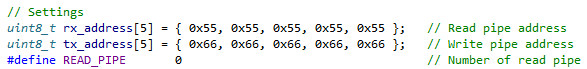 // Settings
uint8_t rx_address[5] = { 0x55, 0x55, 0x55, 0x55, 0x55 };   // Read pipe address
uint8_t tx_address[5] = { 0x66, 0x66, 0x66, 0x66, 0x66 };   // Write pipe address
#define READ_PIPE      0                                    // Number of read pipe